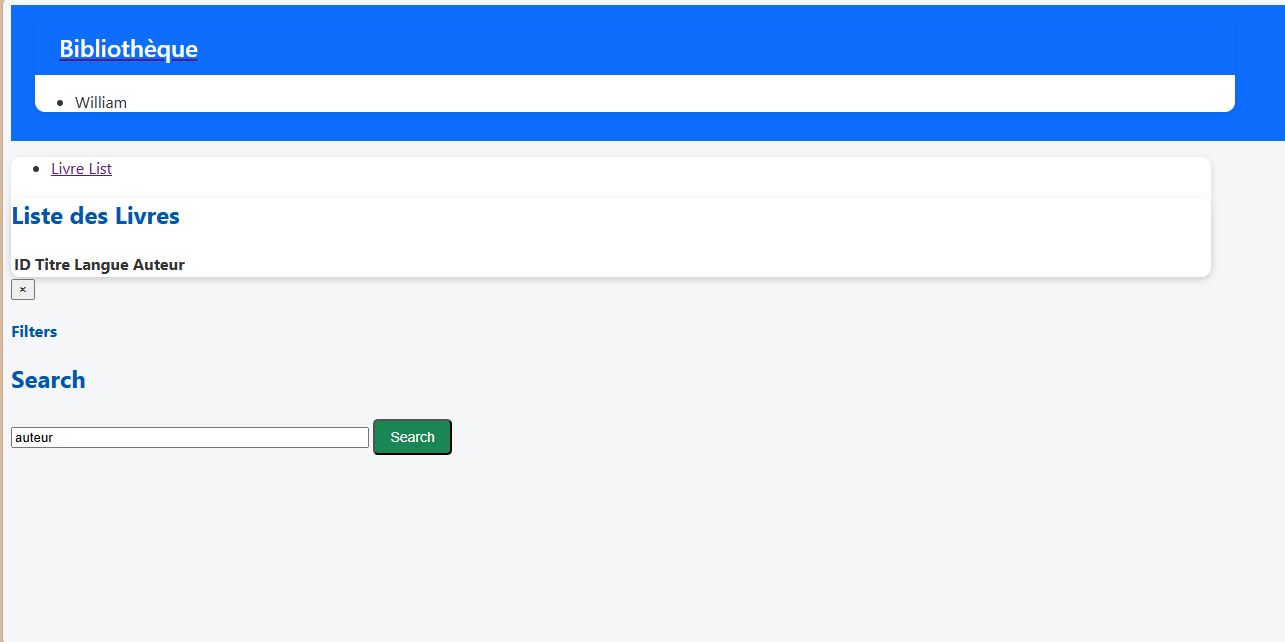 Bibliothèque
William
Livre List
Liste des Livres
ID Titre Langue Auteur
×
Filters
Search
auteur Search